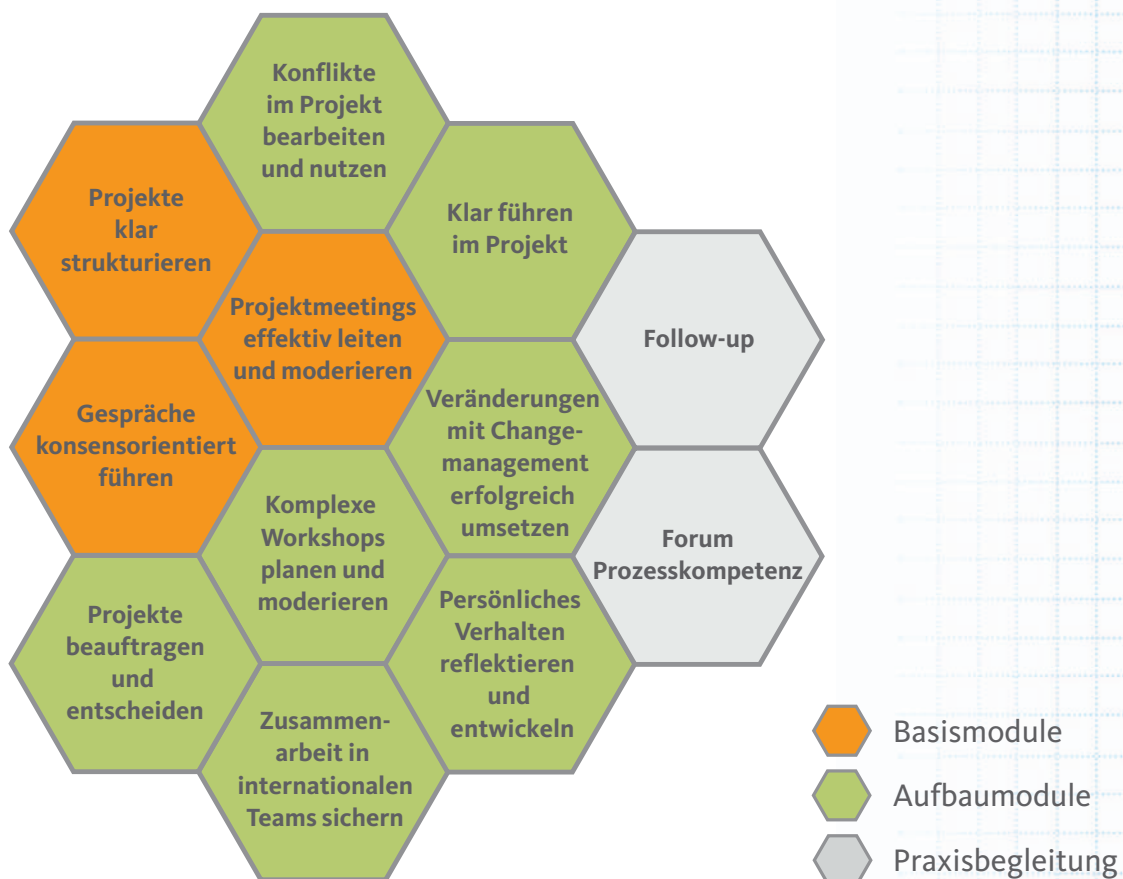 Konflikte
im Projekt
bearbeiten
und nutzen
Projekte
klar
strukturieren
Klar führen
im Projekt
Projektmeetings
effektiv leiten
und moderieren
Follow-up
Gespräche
konsensorientiert
führen
Veränderungen
mit Change-
management
erfolgreich
umsetzen
Komplexe
Workshops
planen und
moderieren
Forum
Prozesskompetenz
Projekte
beauftragen
und
entscheiden
Persönliches
Verhalten
reflektieren
und
entwickeln
Zusammen-
arbeit in
internationalen
Teams sichern
Basismodule
Aufbaumodule
Praxisbegleitung